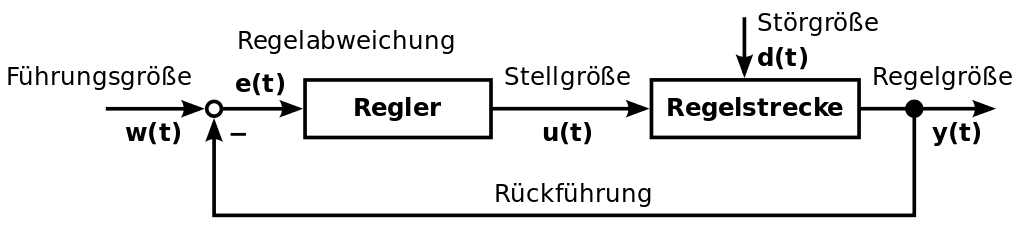 Führungsgröße
w(t)
–
Regelabweichung
e(t)
Regler
Stellgröße
u(t)
Störgröße
d(t)
Regelstrecke
Regelgröße
y(t)
Rückführung